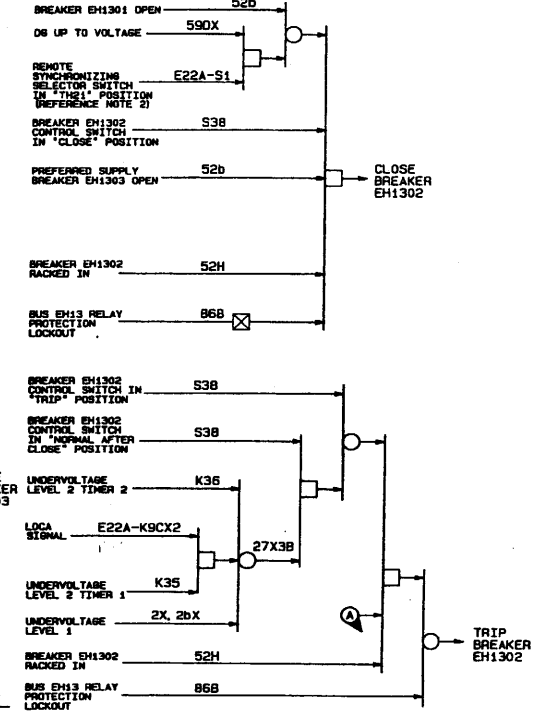 BREAKER EH1301 OPEN 52b
DG UP TO VOLTAGE 59DX
REMOTE
SYNCHRONIZING
SELECTOR SWITCH E22A-S1
IN "TH21" POSITION
(REFERENCE NOTE 2)
BREAKER EH1302
CONTROL SWITCH S38
IN "CLOSE" POSITION
PREFERRED SUPPLY 52b
BREAKER EH1303 OPEN
CLOSE
BREAKER
EH1302
BREAKER EH1302 52H
RACKED IN
BUS EH13 RELAY 86B
PROTECTION
LOCKOUT
BREAKER EH1302
CONTROL SWITCH IN S38
"TRIP" POSITION
BREAKER EH1302
CONTROL SWITCH S38
IN "NORMAL AFTER
CLOSE" POSITION
ER
3
UNDERVOLTAGE K36
LEVEL 2 TIMER 2
LOCA E22A-K9CX2
SIGNAL
27X3B
UNDERVOLTAGE K35
LEVEL 2 TIMER 1
UNDERVOLTAGE 2X, 2bX
LEVEL 1
A
BREAKER EH1302 52H
RACKED IN
BUS EH13 RELAY 86B
PROTECTION
LOCKOUT
TRIP
BREAKER
EH1302